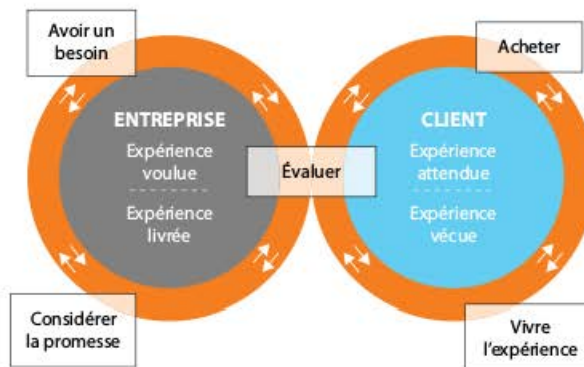 Avoir un
besoin
Acheter
ENTREPRISE
Expérience
voulue
Expérience
livrée
Évaluer
CLIENT
Expérience
attendue
Expérience
vécue
Considérer
la promesse
Vivre
l'expérience